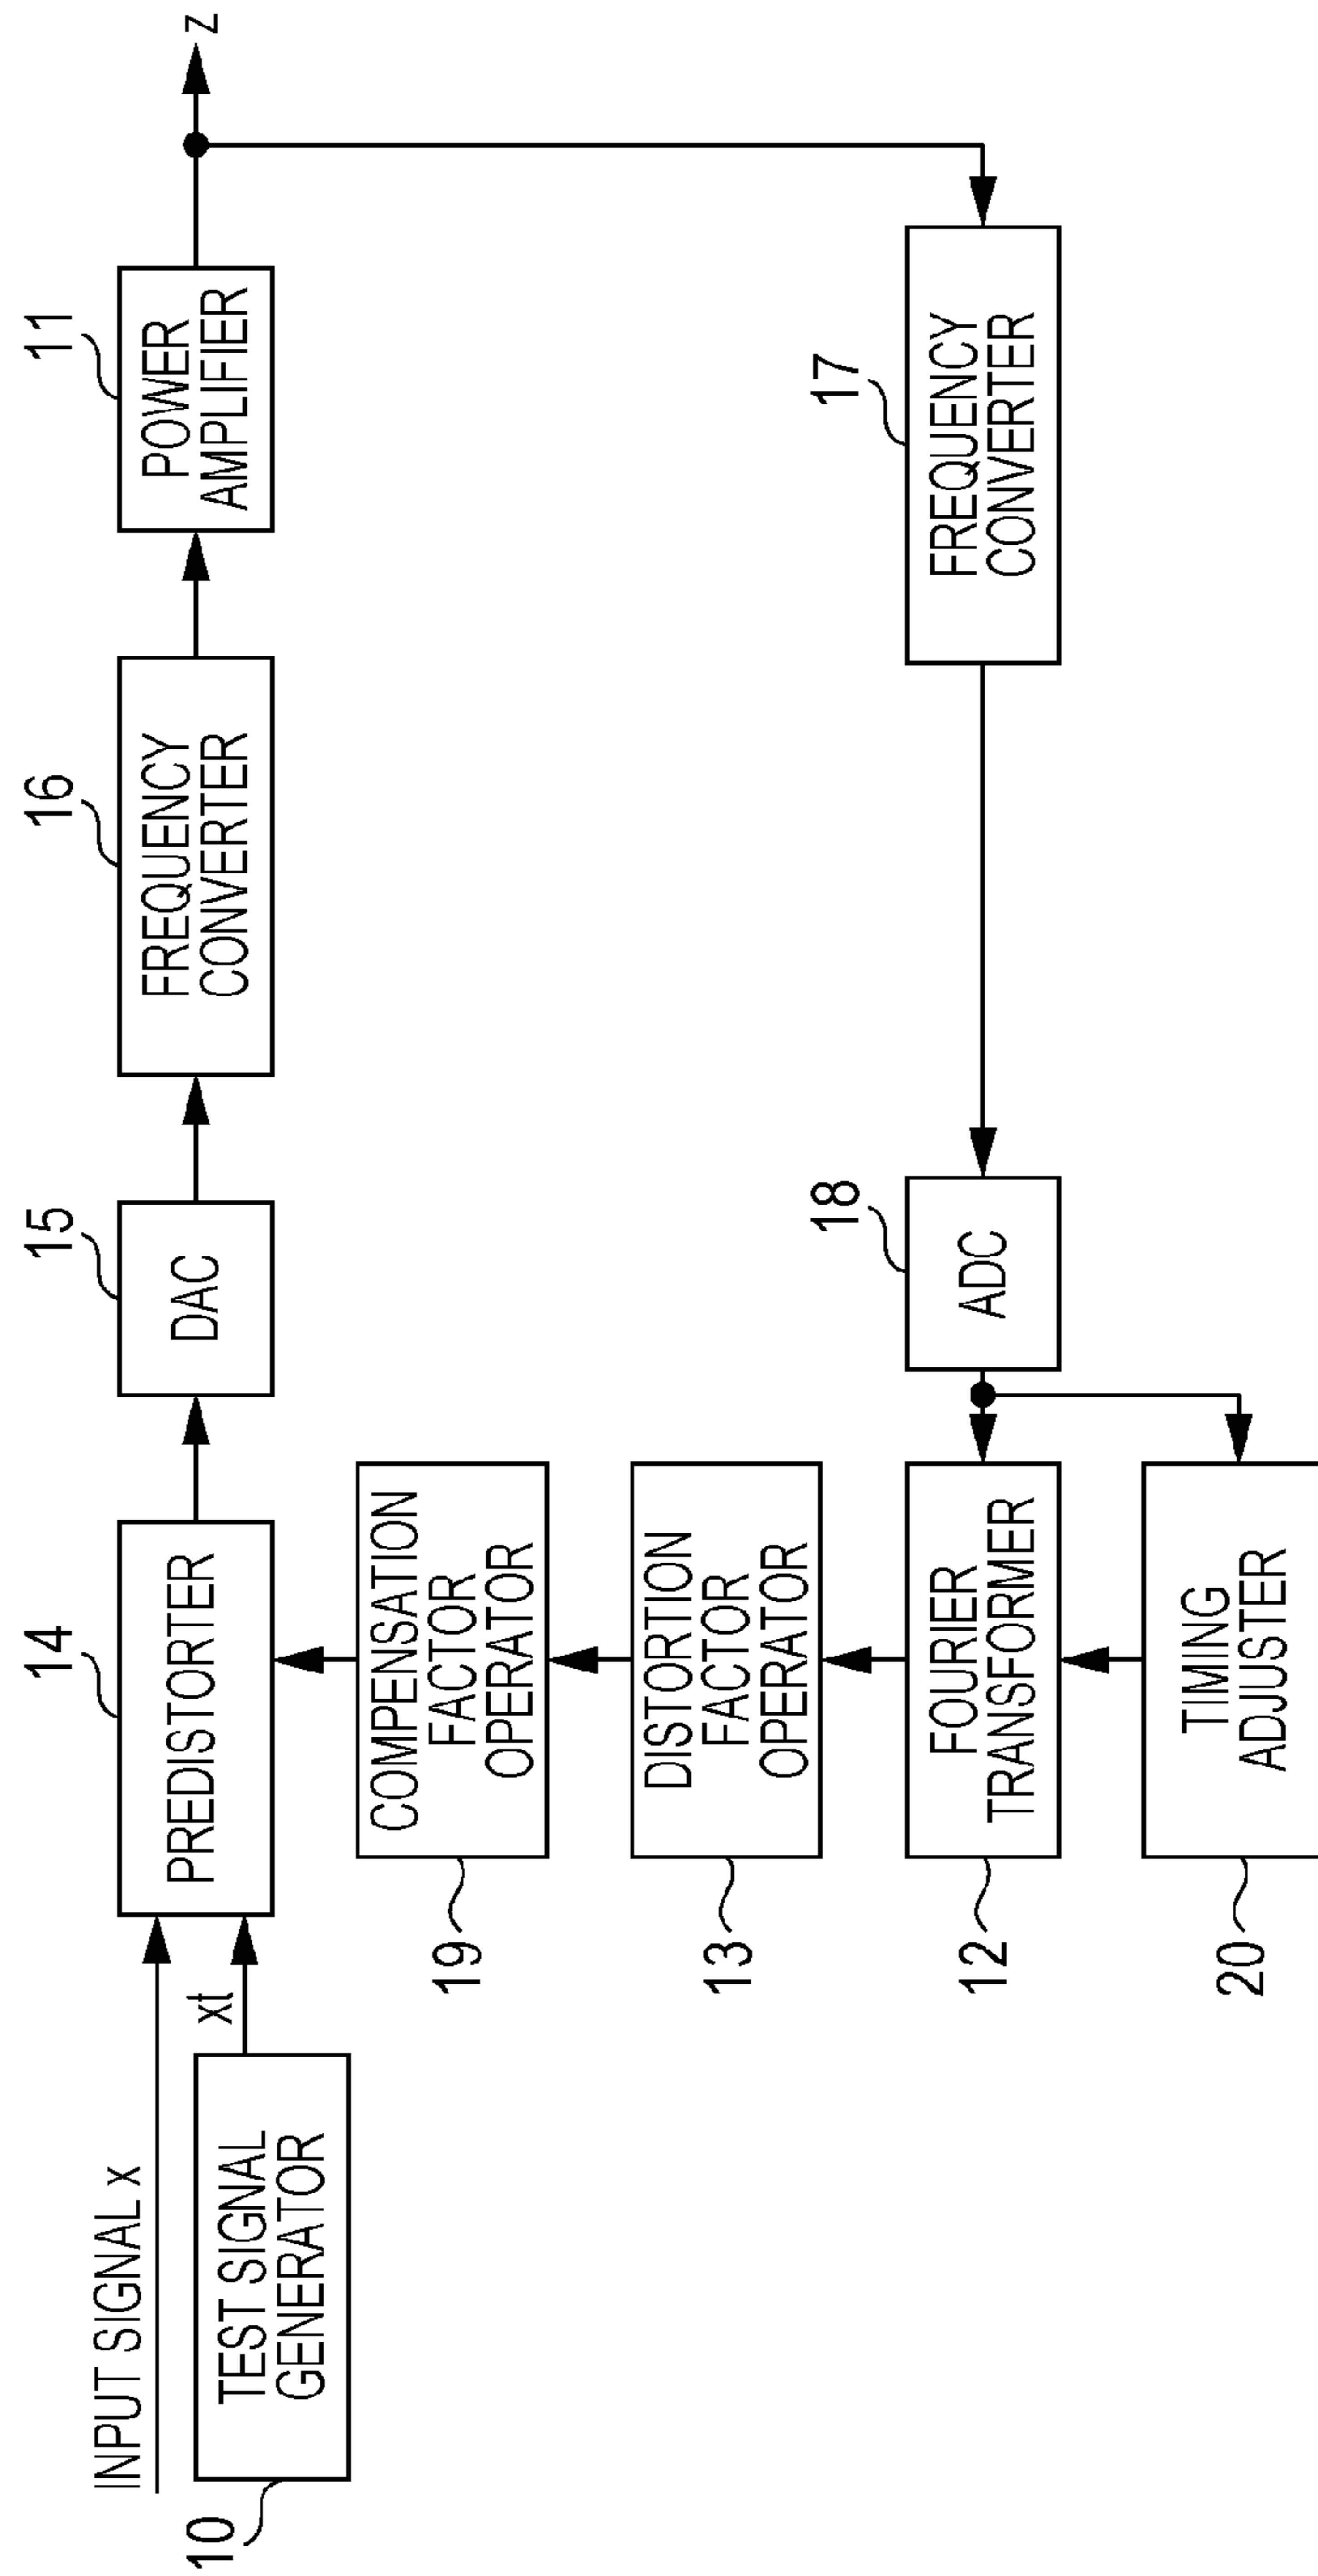 INPUT SIGNAL x
10
TEST SIGNAL
GENERATOR
xt
14
PREDISTORTER
15
DAC
16
FREQUENCY
CONVERTER
11
POWER
AMPLIFIER
z
19
COMPENSATION
FACTOR
OPERATOR
13
DISTORTION
FACTOR
OPERATOR
12
FOURIER
TRANSFORMER
18
ADC
17
FREQUENCY
CONVERTER
20
TIMING
ADJUSTER